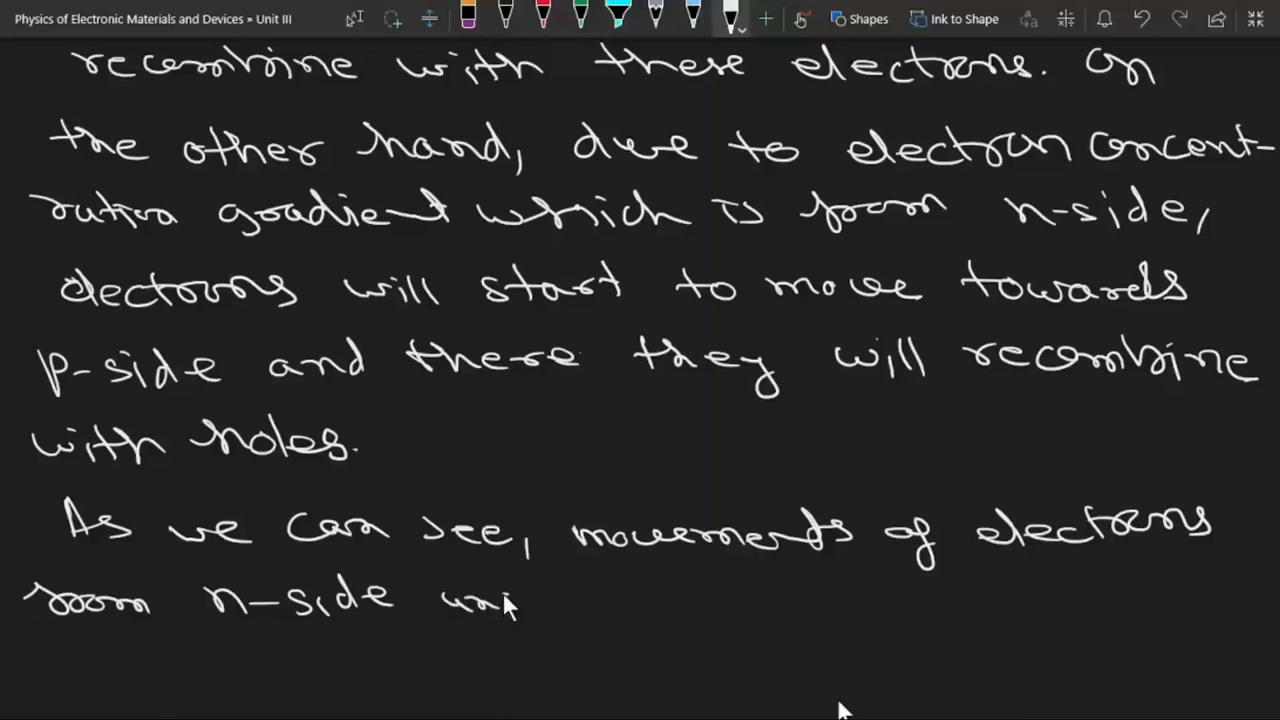 Physics of Electronic Materials and Devices » Unit III
Shapes
Ink to Shape
recombine with these electrons. On
the other hand, due to electron concent-
ration gradient which is from n-side,
electrons will start to move towards
p-side and there they will recombine
with holes.
As we can see, movements of electrons
from n-side